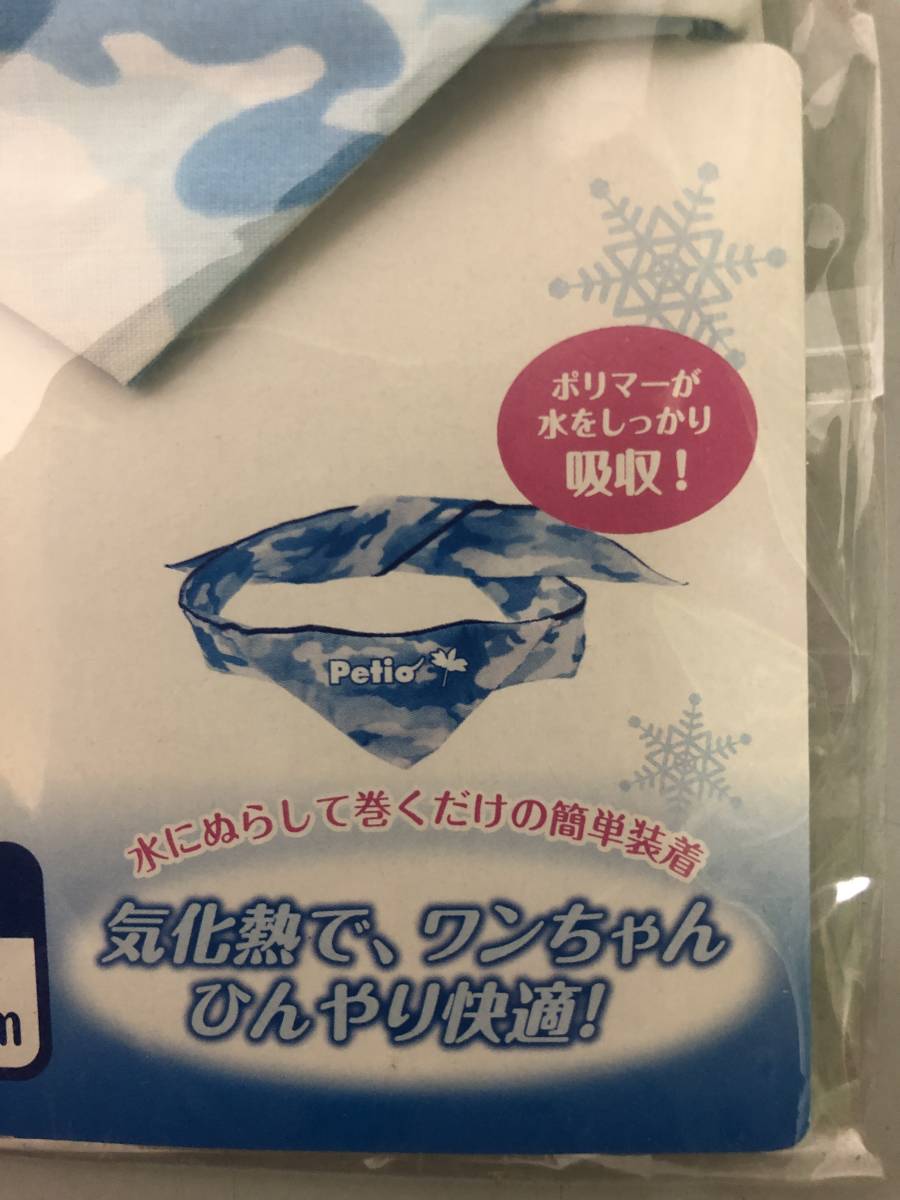 ポリマーが
水をしっかり
吸収！
Petio
水にぬらして巻くだけの簡単装着
気化熱で、ワンちゃん
ひんやり快適！
m